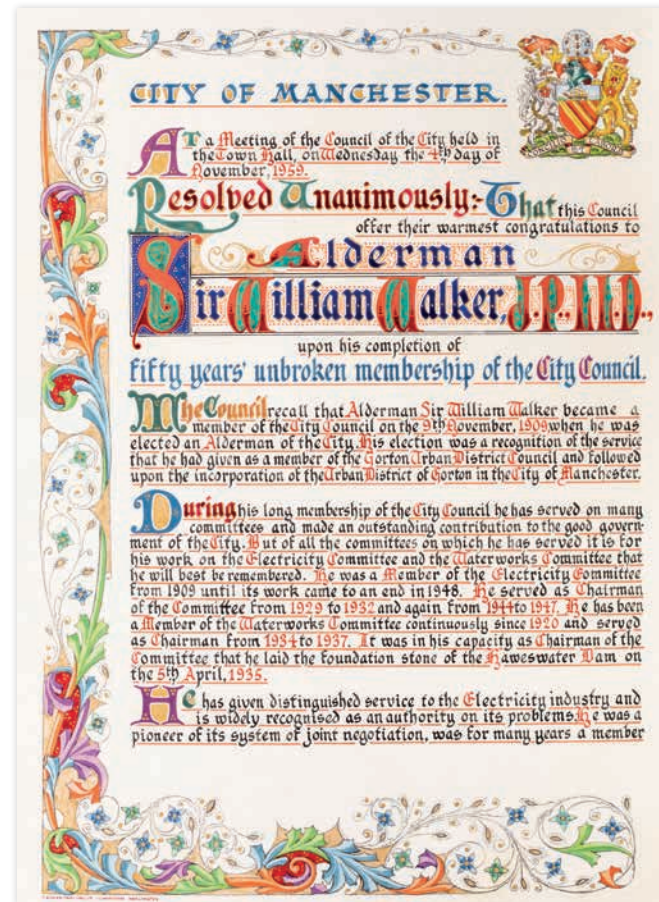 CITY OF MANCHESTER.
At a Meeting of the Council of the City held in
the Town Hall, on Wednesday the 4th day of
November, 1959.
Resolved Unanimously:- That this Council
offer their warmest congratulations to
Alderman
Sir William Walker, J.P., LL.D.,
upon his completion of
fifty years' unbroken membership of the City Council.
The Council recall that Alderman Sir William Walker became a
member of the City Council on the 9th November, 1909 when he was
elected an Alderman of the City. His election was a recognition of the service
that he had given as a member of the Gorton Urban District Council and followed
upon the incorporation of the Urban District of Gorton in the City of Manchester.
During his long membership of the City Council he has served on many
committees and made an outstanding contribution to the good govern-
ment of the City. But of all the committees on which he has served it is for
his work on the Electricity Committee and the Waterworks Committee that
he will best be remembered. He was a Member of the Electricity Committee
from 1909 until its work came to an end in 1948. He served as Chairman
of the Committee from 1929 to 1932 and again from 1944 to 1947. He has been
a Member of the Waterworks Committee continuously since 1920 and served
as Chairman from 1934 to 1937. It was in his capacity as Chairman of the
Committee that he laid the foundation stone of the Haweswater Dam on
the 5th April, 1935.
He has given distinguished service to the Electricity industry and
is widely recognised as an authority on its problems. He was a
pioneer of its system of joint negotiation, was for many years a member